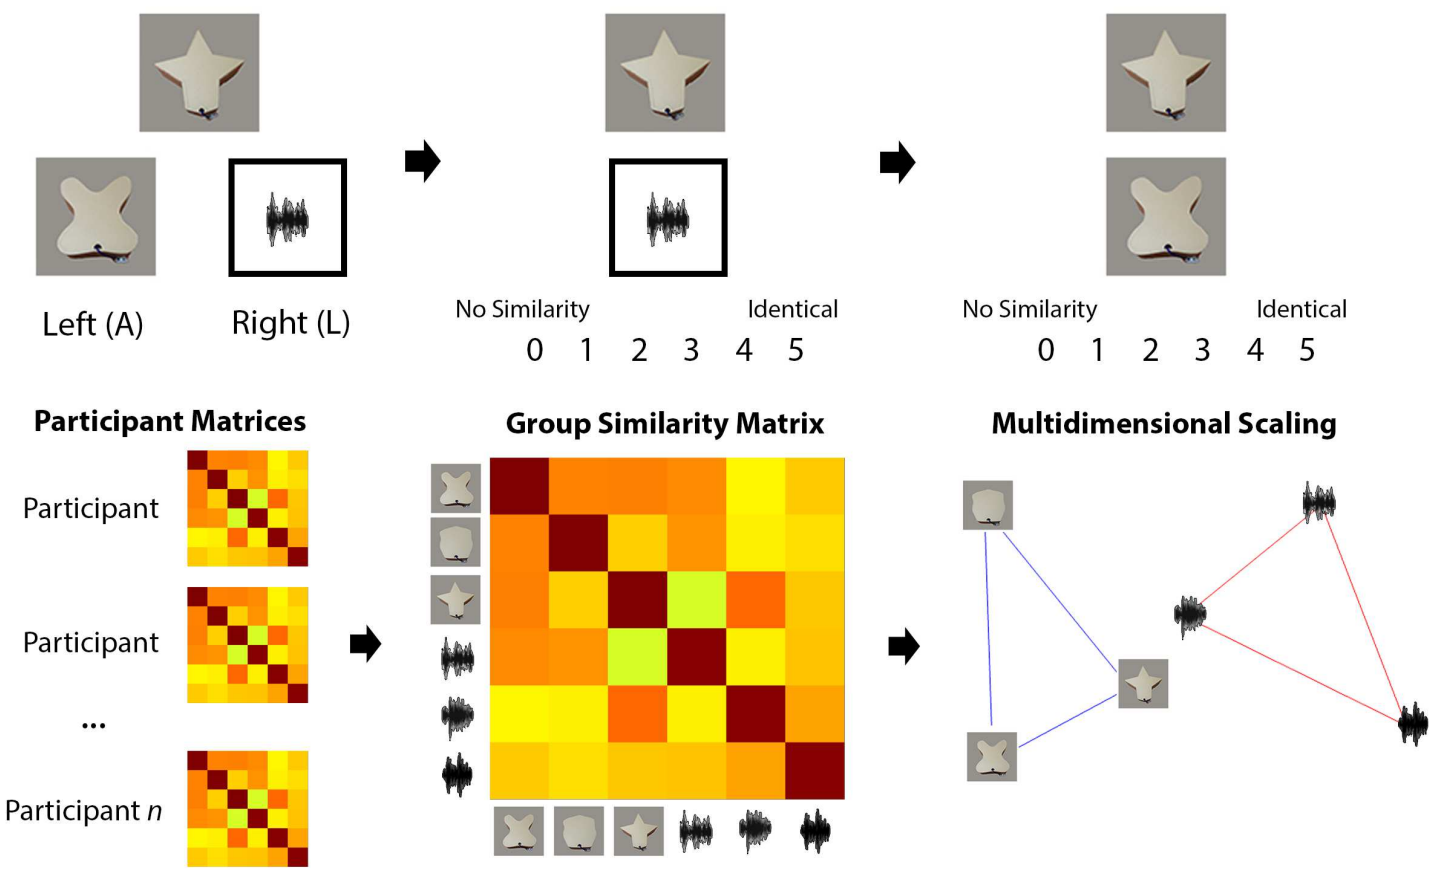 Left (A)
Right (L)
No Similarity
Identical
0 1 2 3 4 5
No Similarity
Identical
0 1 2 3 4 5
Participant Matrices
Participant
Participant
...
Participant n
Group Similarity Matrix
Multidimensional Scaling